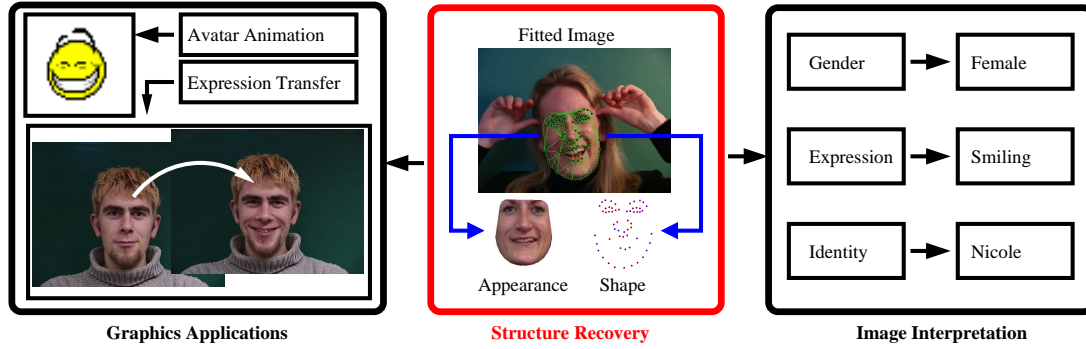 Avatar Animation
Expression Transfer
Graphics Applications
Fitted Image
Appearance
Shape
Structure Recovery
Gender
Female
Expression
Smiling
Identity
Nicole
Image Interpretation